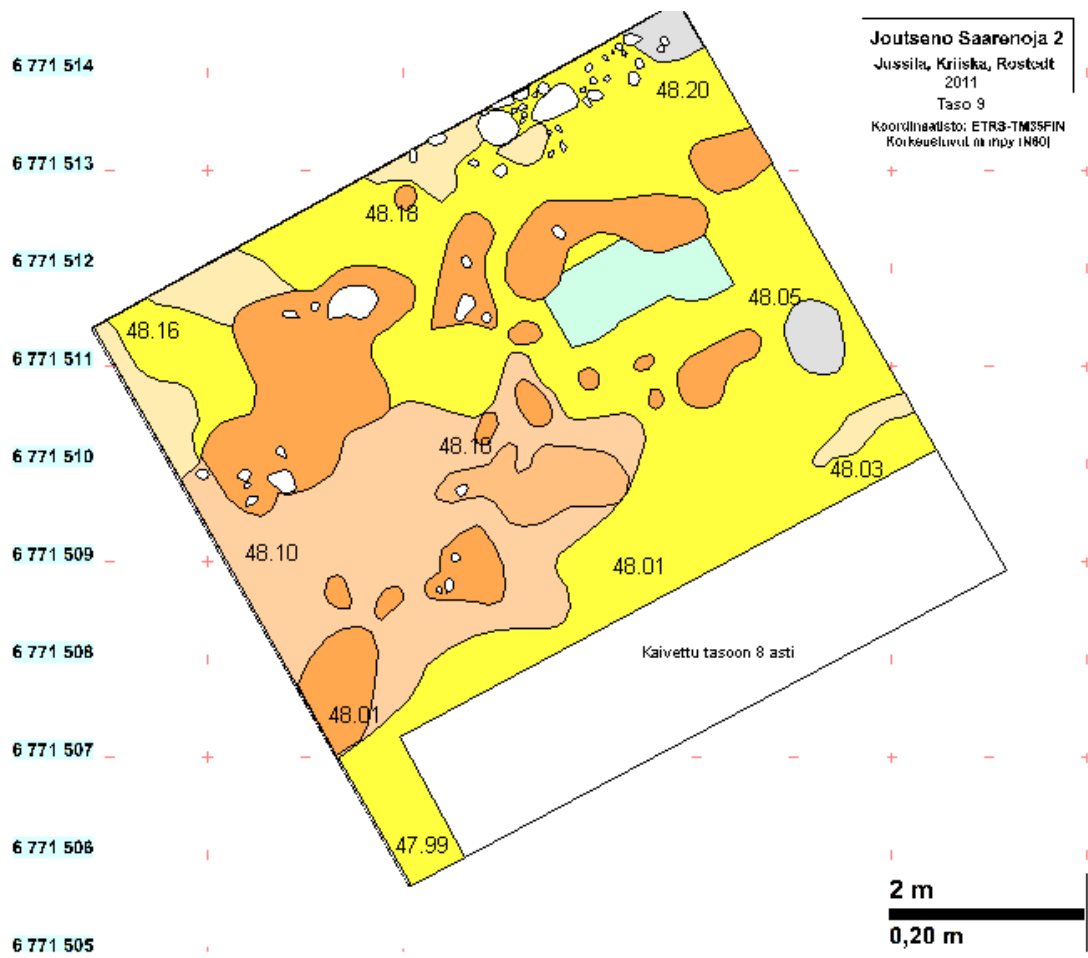 Joutseno Saarenoja 2
Jussila, Kriiska, Rostedt
2011
Taso 9
Koordinaatisto: ETRS-TM35FIN
Korkeusluvut m mpy (N60)
6 771 514
6 771 513
6 771 512
6 771 511
6 771 510
6 771 509
6 771 508
6 771 507
6 771 506
6 771 505
48.20
48.18
48.05
48.16
48.18
48.03
48.10
48.01
Kaivettu tasoon 8 asti
48.01
47.99
2 m
0,20 m